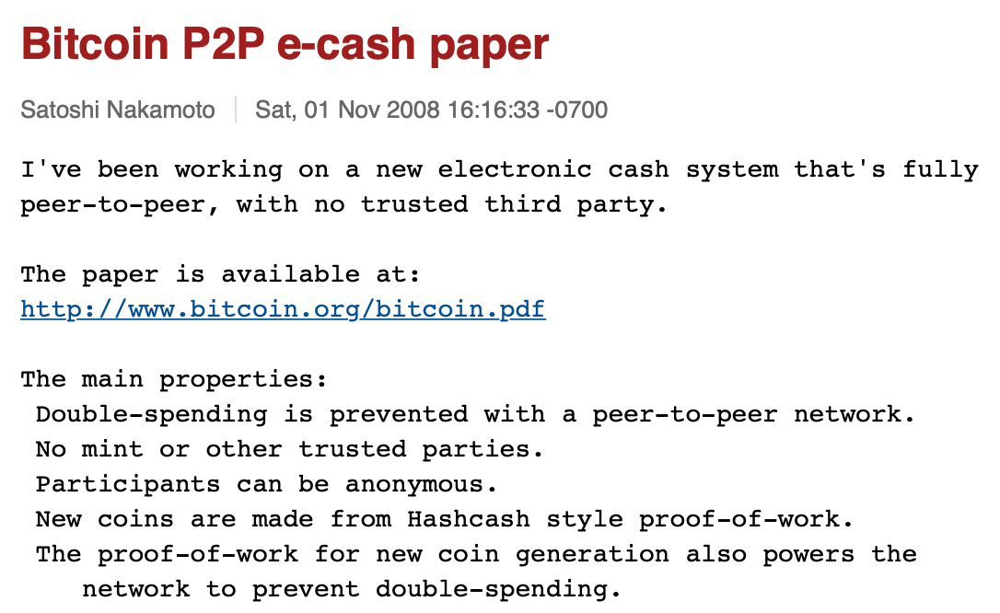 Bitcoin P2P e-cash paper
Satoshi Nakamoto Sat, 01 Nov 2008 16:16:33 -0700
I've been working on a new electronic cash system that's fully
peer-to-peer, with no trusted third party.
The paper is available at:
http://www.bitcoin.org/bitcoin.pdf
The main properties:
Double-spending is prevented with a peer-to-peer network.
No mint or other trusted parties.
Participants can be anonymous.
New coins are made from Hashcash style proof-of-work.
The proof-of-work for new coin generation also powers the
network to prevent double-spending.